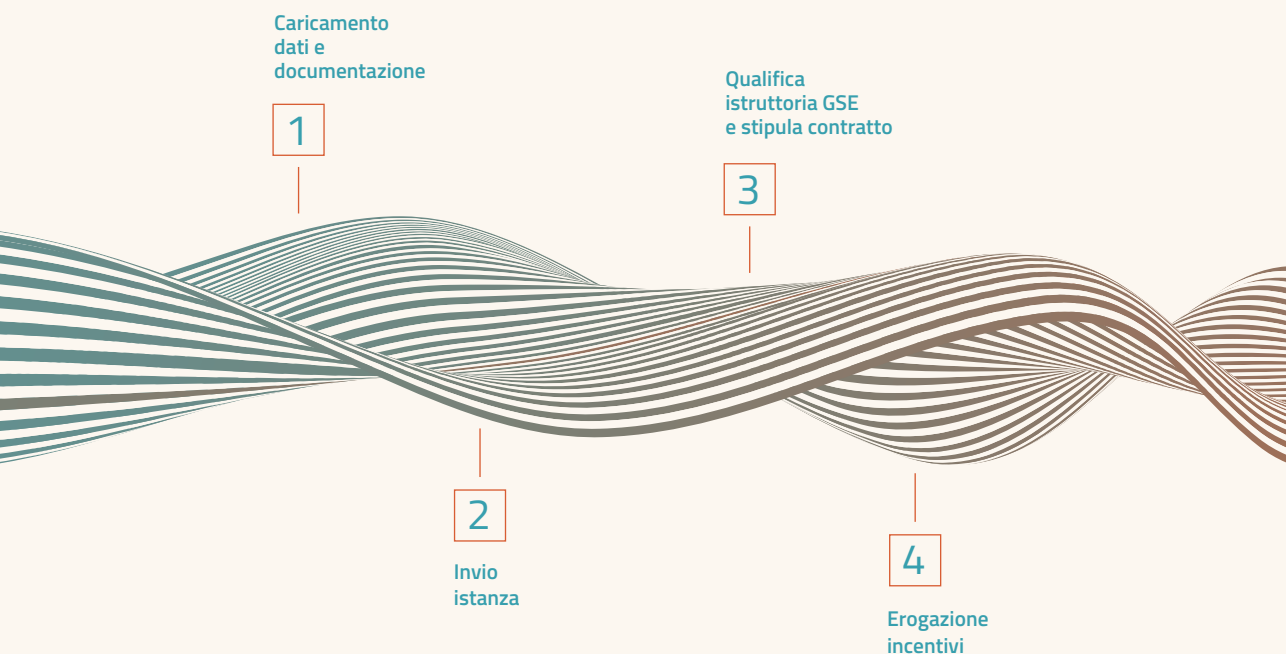 Caricamento
dati e
documentazione
1
2
Invio
istanza
Qualifica
istruttoria GSE
e stipula contratto
3
4
Erogazione
incentivi